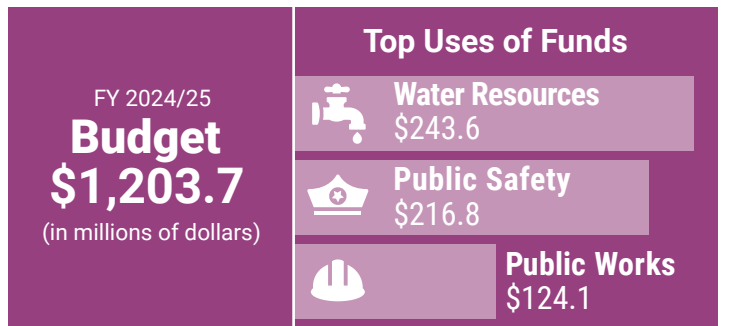 FY 2024/25
Budget
$1,203.7
(in millions of dollars)
Top Uses of Funds
Water Resources
$243.6
Public Safety
$216.8
Public Works
$124.1